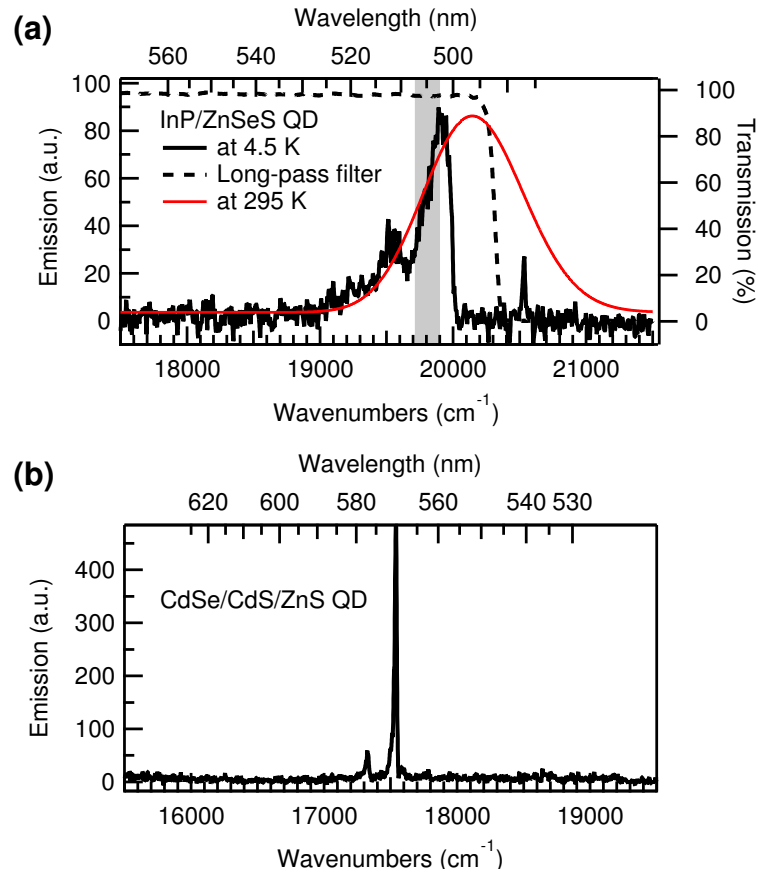 (a)
Wavelength (nm)
560 540 520 500
100
80
60
40
20
0
Emission (a.u.)
InP/ZnSeS QD
at 4.5 K
Long-pass filter
at 295 K
100
80
60
40
20
0
Transmission (%)
18000 19000 20000 21000
Wavenumbers (cm⁻¹)
(b)
Wavelength (nm)
620 600 580 560 540 530
400
300
200
100
0
Emission (a.u.)
CdSe/CdS/ZnS QD
16000 17000 18000 19000
Wavenumbers (cm⁻¹)